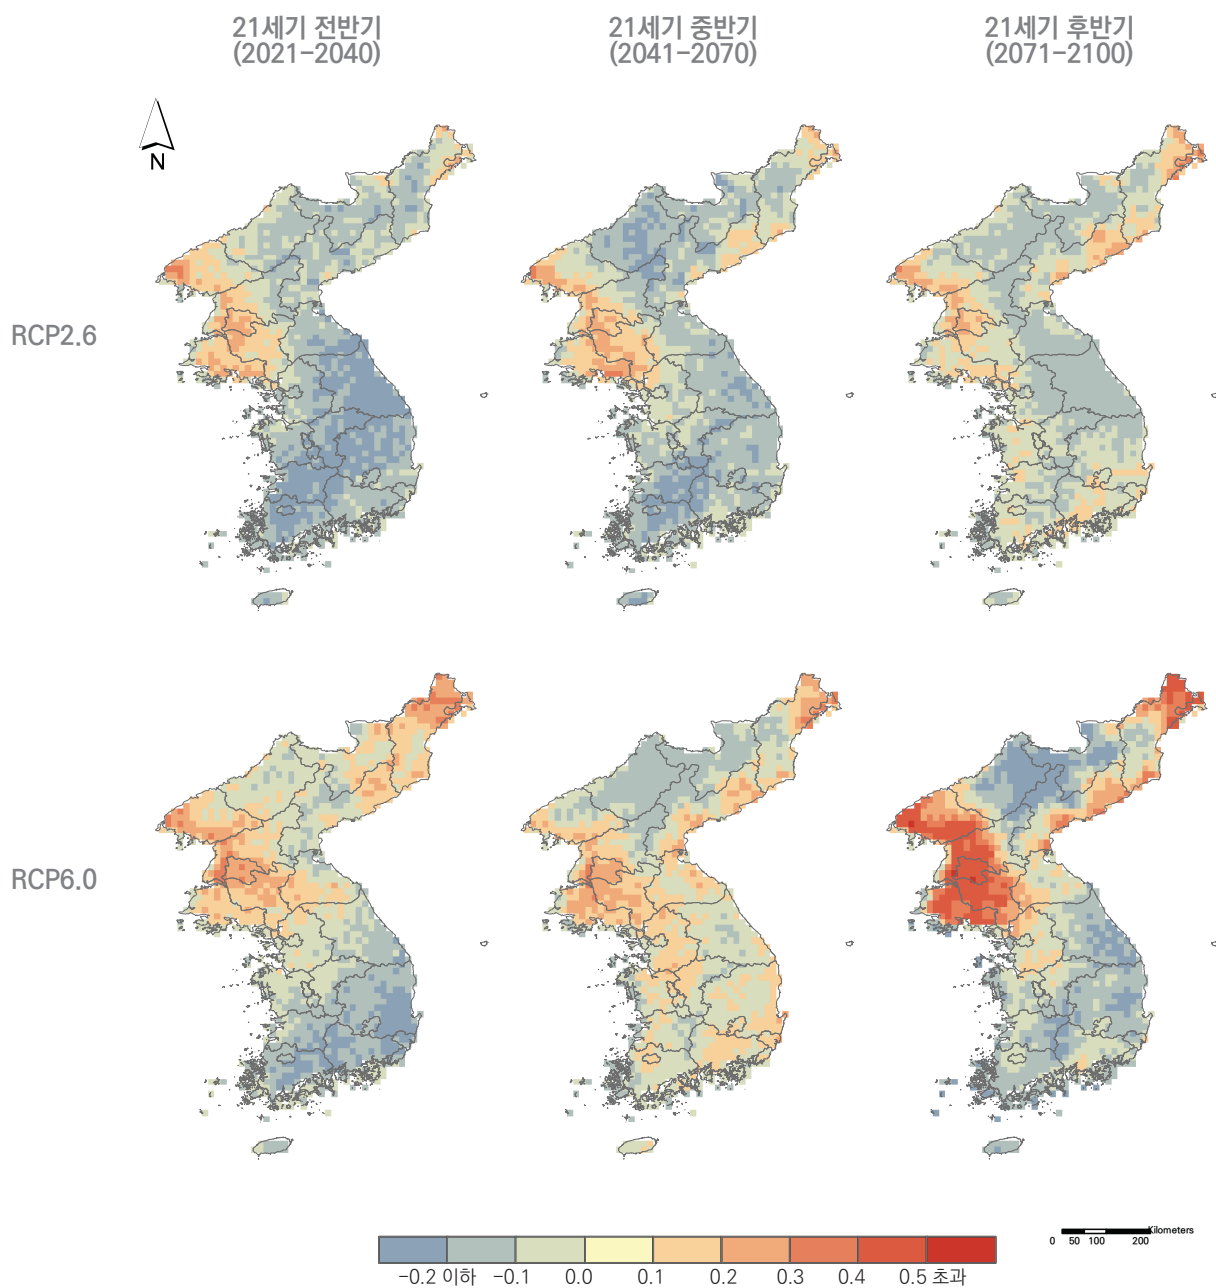 21세기 전반기
(2021-2040)
21세기 중반기
(2041-2070)
21세기 후반기
(2071-2100)
N
RCP2.6
RCP6.0
-0.2 이하 -0.1 0.0 0.1 0.2 0.3 0.4 0.5 초과
Kilometers
0 50 100 200